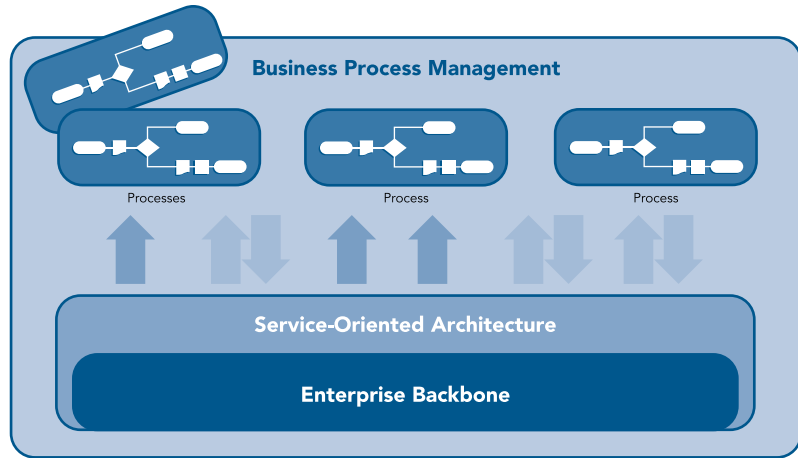 Business Process Management
Processes
Process
Process
Service-Oriented Architecture
Enterprise Backbone